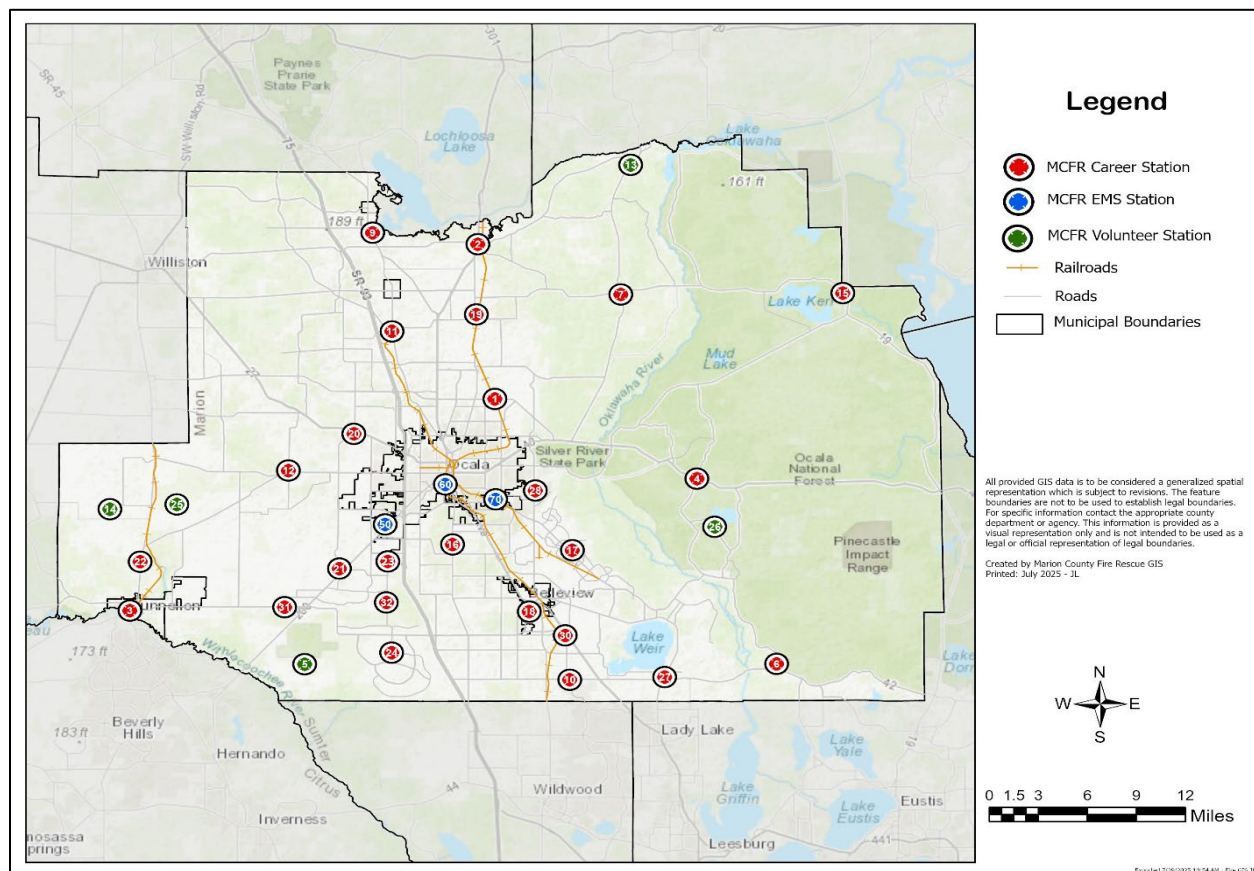 20
301
Paynes
Prairie
State Park
SR-45
SW Williston Rd
75
Lochloosa
Lake
Lake
Ocklawaha
13
161 ft
189 ft
9
2
Williston
SR-93
7
Lake Kerr
15
19
11
19
Mud
Lake
Oklawaha River
27
Marion
1
20
Silver River
State Park
Ocala
12
Ocala
National
Forest
4
60
28
70
14
25
50
26
Pinecastle
Impact
Range
16
17
23
22
21
Belleview
32
31
3
Dunnellon
18
200
30
Lake
Weir
24
Withlacoochee River
173 ft
5
6
27
10
42
Lake
Dorr
Sumter
Citrus
Beverly
Hills
183 ft
Hernando
Lady Lake
Lake
Yale
19
44
Wildwood
Lake
Griffin
Lake
Eustis
Eustis
Inverness
mosassa
prings
441
Leesburg
Legend
MCFR Career Station
MCFR EMS Station
MCFR Volunteer Station
Railroads
Roads
Municipal Boundaries
All provided GIS data is to be considered a generalized spatial
representation which is subject to revisions. The feature
boundaries are not to be used to establish legal boundaries.
For specific information contact the appropriate county
department or agency. This information is provided as a
visual representation only and is not intended to be used as a
legal or official representation of legal boundaries.
Created by Marion County Fire Rescue GIS
Printed: July 2025 - JL
N
W E
S
0 1.5 3 6 9 12
Miles